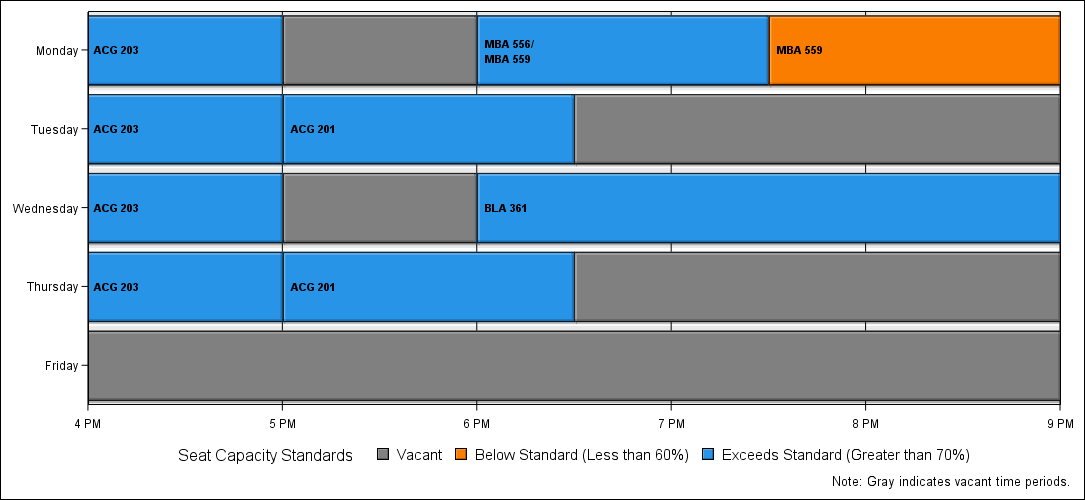 Monday
ACG 203
MBA 556/
MBA 559
MBA 559
Tuesday
ACG 203
ACG 201
Wednesday
ACG 203
BLA 361
Thursday
ACG 203
ACG 201
Friday
4 PM
5 PM
6 PM
7 PM
8 PM
9 PM
Seat Capacity Standards
Vacant
Below Standard (Less than 60%)
Exceeds Standard (Greater than 70%)
Note: Gray indicates vacant time periods.